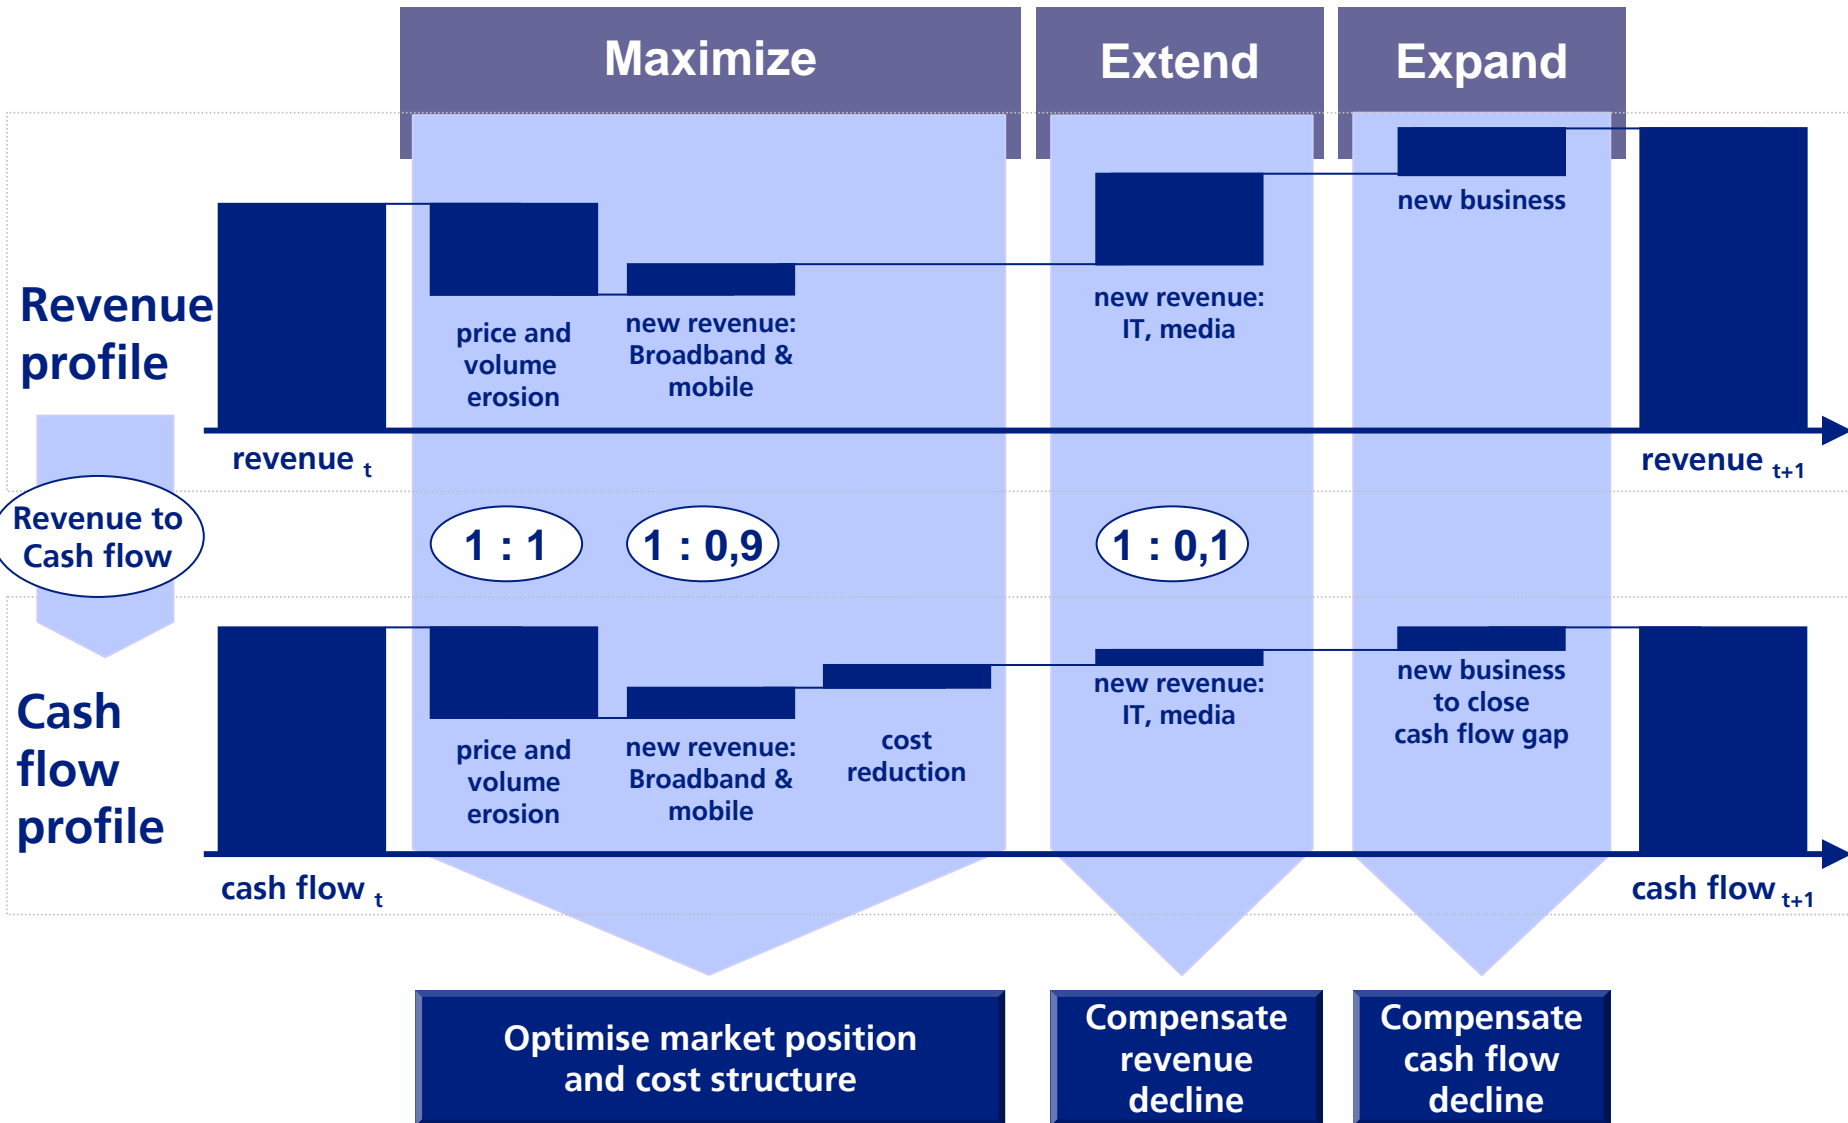 Maximize
Extend
Expand
Revenue
profile
new business
price and
volume
erosion
new revenue:
Broadband &
mobile
new revenue:
IT, media
revenue t
revenue t+1
Revenue to
Cash flow
1 : 1
1 : 0,9
1 : 0,1
Cash
flow
profile
price and
volume
erosion
new revenue:
Broadband &
mobile
cost
reduction
new revenue:
IT, media
new business
to close
cash flow gap
cash flow t
cash flow t+1
Optimise market position
and cost structure
Compensate
revenue
decline
Compensate
cash flow
decline